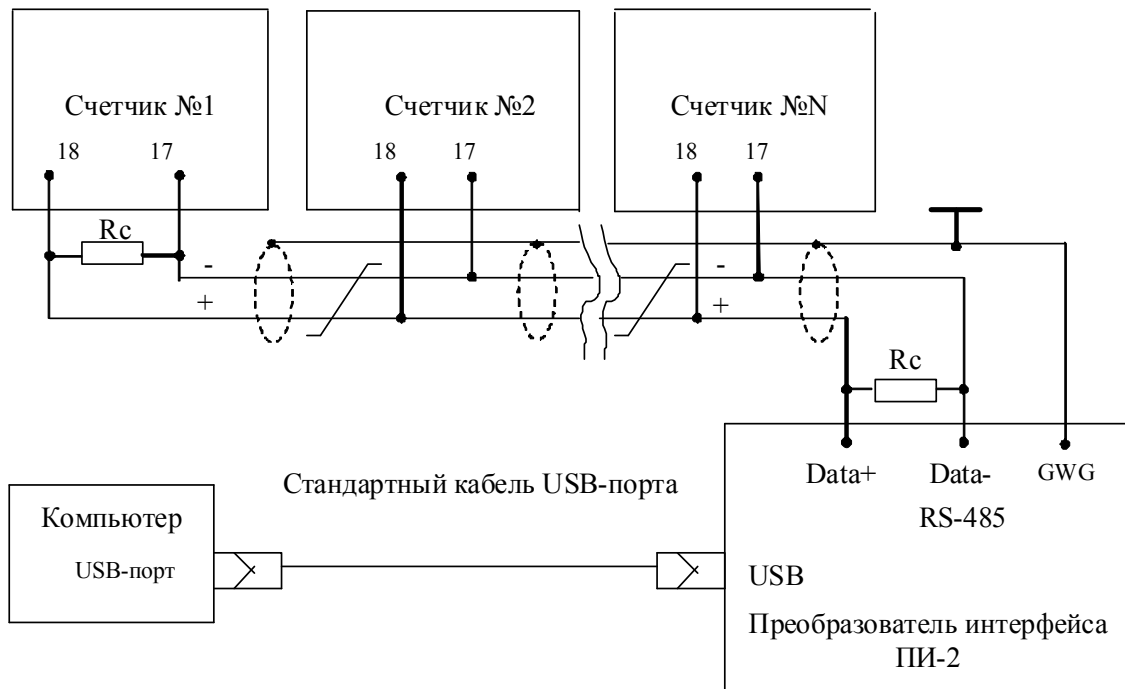 Счетчик №1
18 17
Счетчик №2
18 17
Счетчик №N
18 17
Rc
-
+
-
+
Rc
Data+ Data- GWG
RS-485
Стандартный кабель USB-порта
Компьютер
USB-порт
USB
Преобразователь интерфейса
ПИ-2